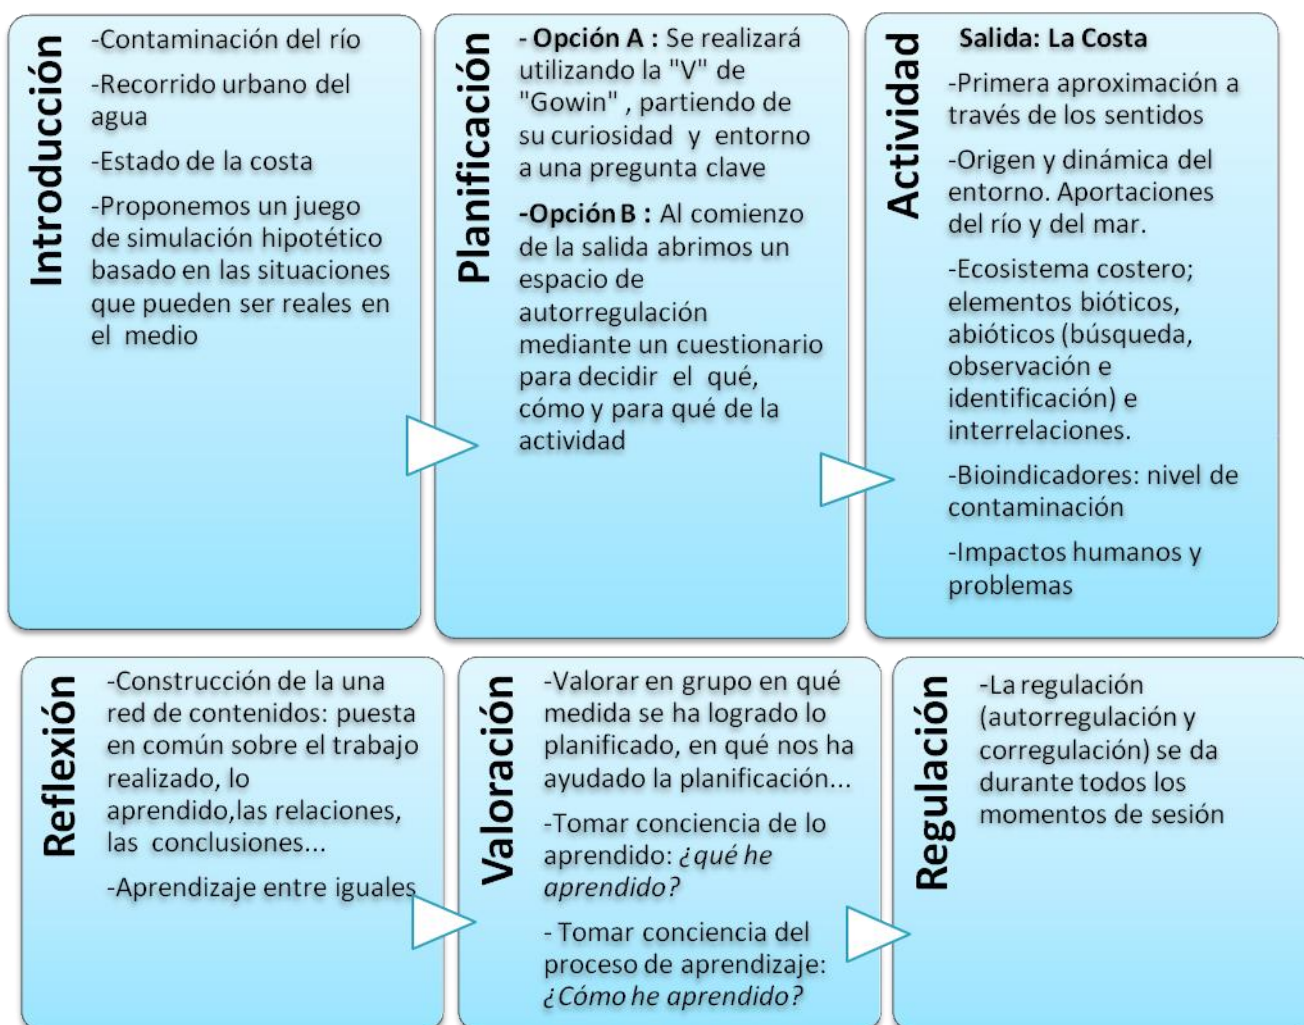 Introducción
-Contaminación del río
-Recorrido urbano del
agua
-Estado de la costa
-Proponemos un juego
de simulación hipotético
basado en las situaciones
que pueden ser reales en
el medio
Planificación
- Opción A : Se realizará
utilizando la "V" de
"Gowin" , partiendo de
su curiosidad y entorno
a una pregunta clave
-Opción B : Al comienzo
de la salida abrimos un
espacio de
autorregulación
mediante un cuestionario
para decidir el qué,
cómo y para qué de la
actividad
Actividad
Salida: La Costa
-Primera aproximación a
través de los sentidos
-Origen y dinámica del
entorno. Aportaciones
del río y del mar.
-Ecosistema costero;
elementos bióticos,
abióticos (búsqueda,
observación e
identificación) e
interrelaciones.
-Bioindicadores: nivel de
contaminación
-Impactos humanos y
problemas
Reflexión
-Construcción de la una
red de contenidos: puesta
en común sobre el trabajo
realizado, lo
aprendido,las relaciones,
las conclusiones...
-Aprendizaje entre iguales
Valoración
-Valorar en grupo en qué
medida se ha logrado lo
planificado, en qué nos ha
ayudado la planificación...
-Tomar conciencia de lo
aprendido: ¿qué he
aprendido?
- Tomar conciencia del
proceso de aprendizaje:
¿Cómo he aprendido?
Regulación
-La regulación
(autorregulación y
corregulación) se da
durante todos los
momentos de sesión